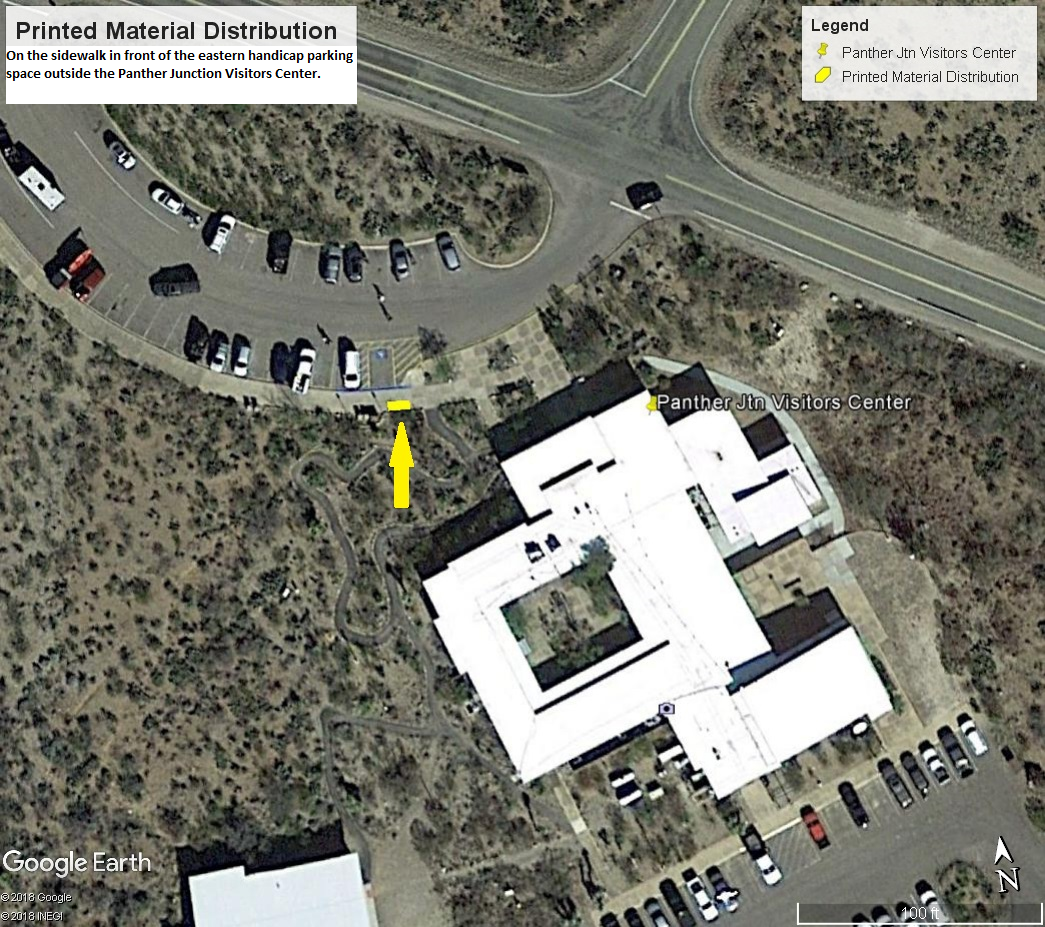 Printed Material Distribution
On the sidewalk in front of the eastern handicap parking
space outside the Panther Junction Visitors Center.
Legend
Panther Jtn Visitors Center
Printed Material Distribution
Panther Jtn Visitors Center
Google Earth
©2018 Google
©2018 INEGI
N
100 ft